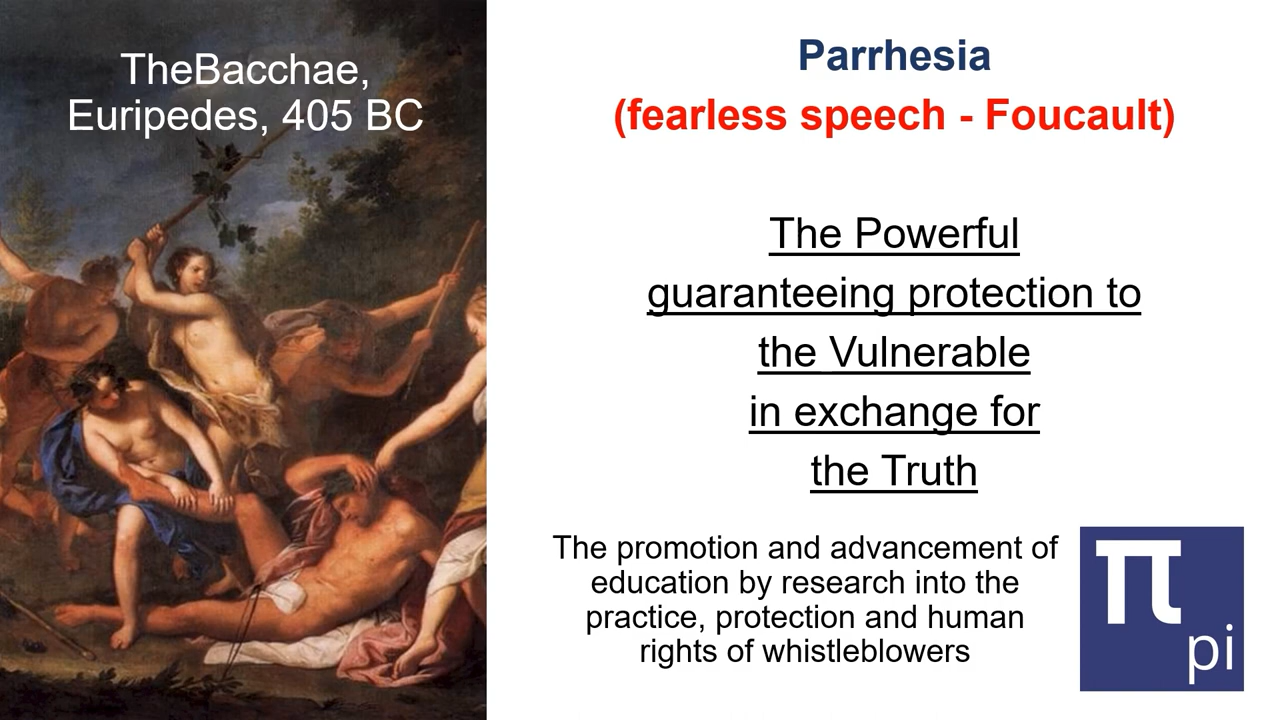 TheBacchae,
Euripedes, 405 BC
Parrhesia
(fearless speech - Foucault)
The Powerful
guaranteeing protection to
the Vulnerable
in exchange for
the Truth
The promotion and advancement of
education by research into the
practice, protection and human
rights of whistleblowers
π
pi